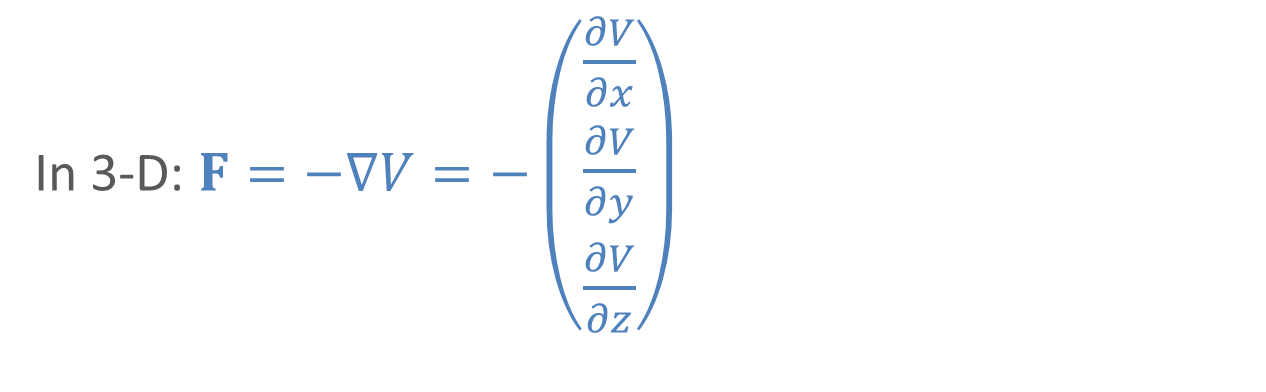 In 3-D: 𝐅 = −∇𝑉 = − (
∂𝑉
∂𝑥
∂𝑉
∂𝑦
∂𝑉
∂𝑧
)